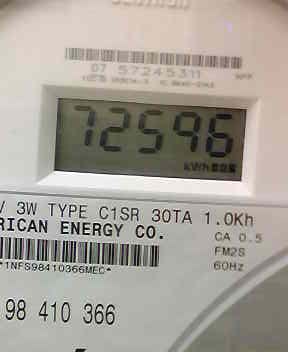 07 57245311
72596
kWh
V 3W TYPE C1SR 30TA 1.0Kh
RICAN ENERGY CO.
CA 0.5
FM2S
60Hz
*1NFS98410366MEC*
98 410 366